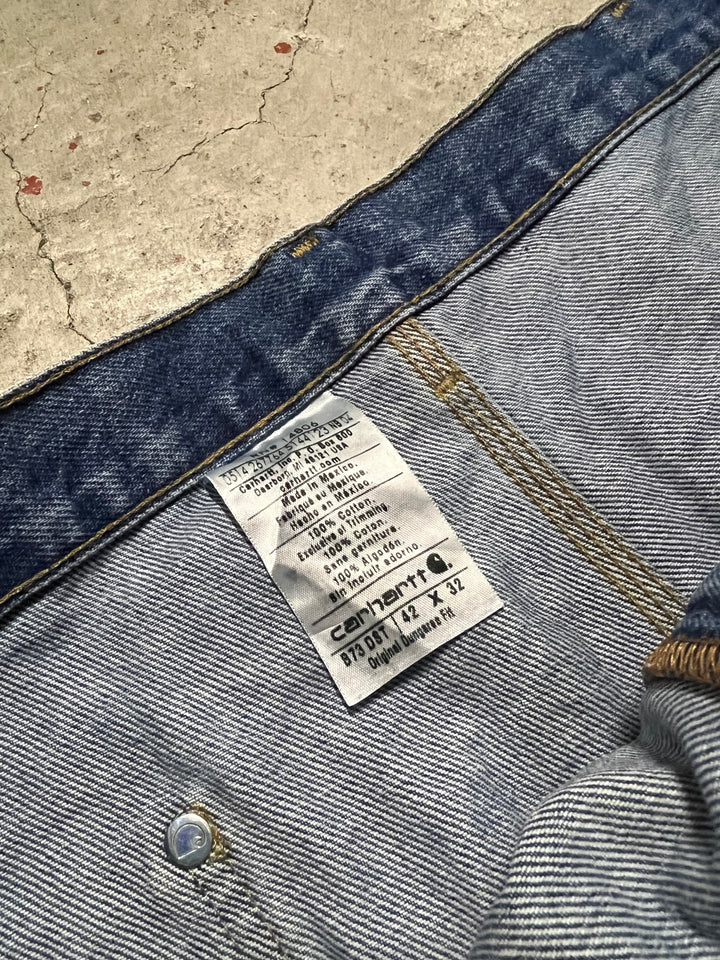 14806
Carhartt, Inc. P.O. Box 600
Dearborn, MI 48121 USA
carhartt.com
Made in Mexico.
Fabriqué au Mexique.
Hecho en México.
100% Cotton.
Exclusive of Trimming.
100% Coton.
Sans garniture.
100% Algodón.
Sin incluir adorno.
carhartt
B73 DST 42 X 32
Original Dungaree Fit